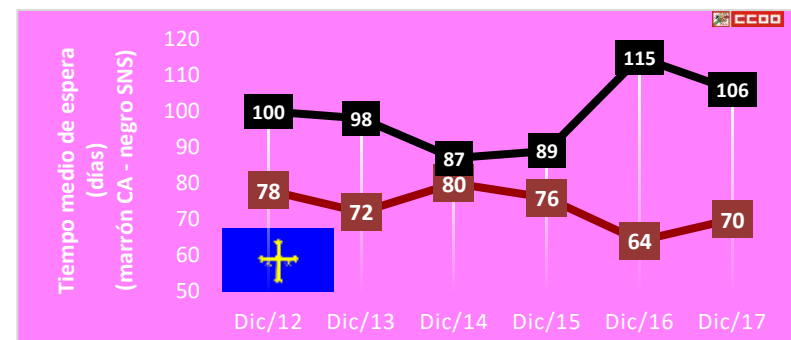 CCOO
Tiempo medio de espera
(días)
(marrón CA - negro SNS)
120
110
100
90
80
70
60
50
100
98
87
89
115
106
78
72
80
76
64
70
Dic/12
Dic/13
Dic/14
Dic/15
Dic/16
Dic/17